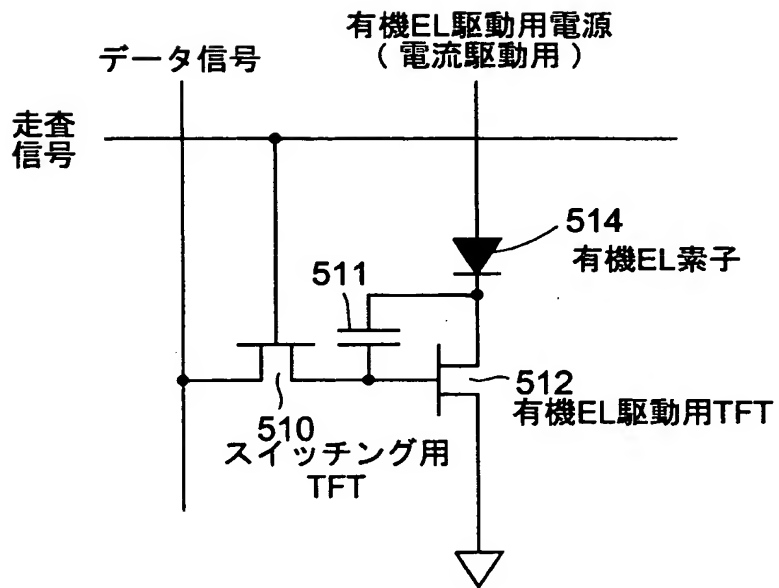 有機EL駆動用電源
( 電流駆動用 )
データ信号
走査
信号
514
有機EL素子
511
512
有機EL駆動用TFT
510
スイッチング用
TFT